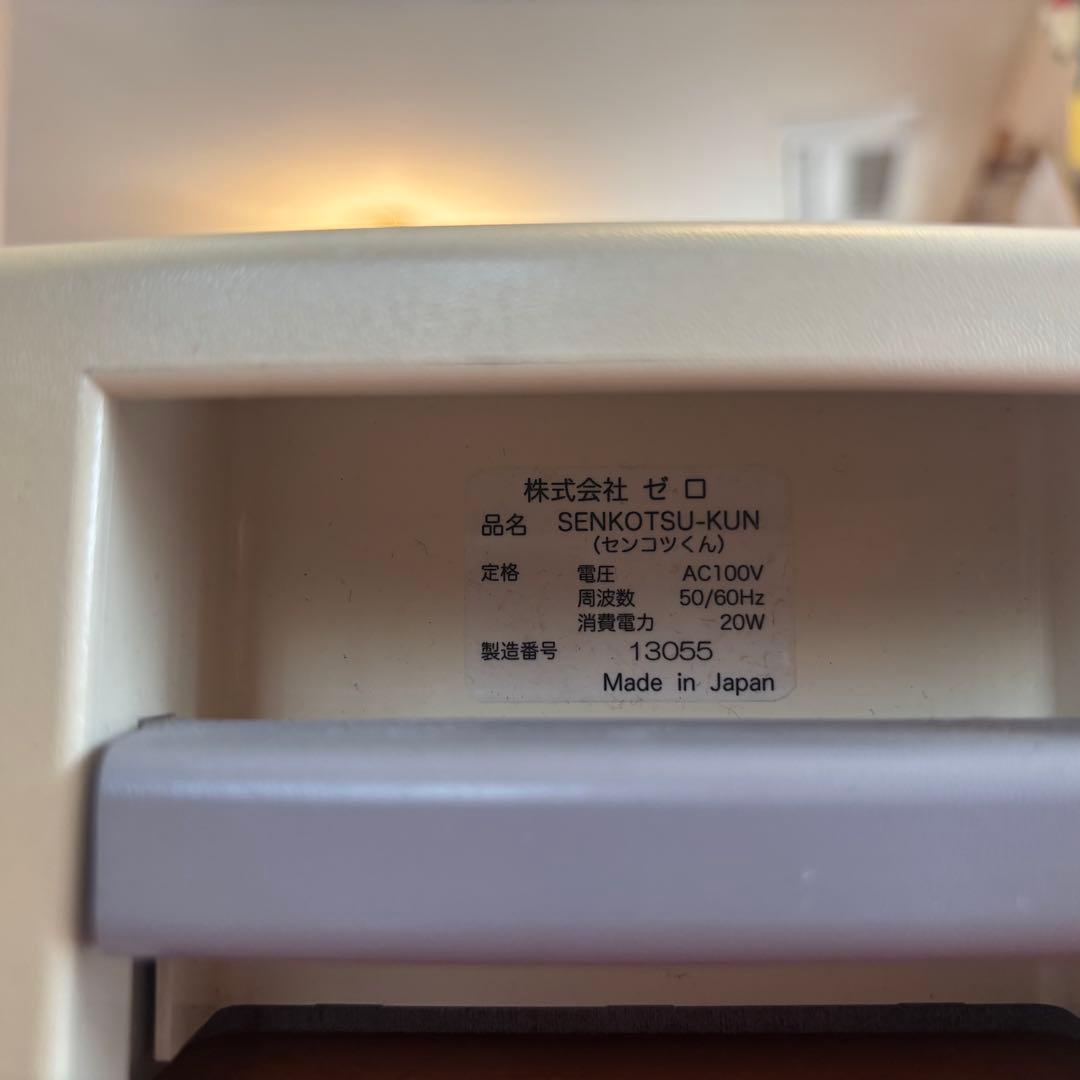 株式会社 ゼロ
品名 SENKOTSU-KUN
(センコツくん)
定格 電圧 AC100V
周波数 50/60Hz
消費電力 20W
製造番号 13055
Made in Japan